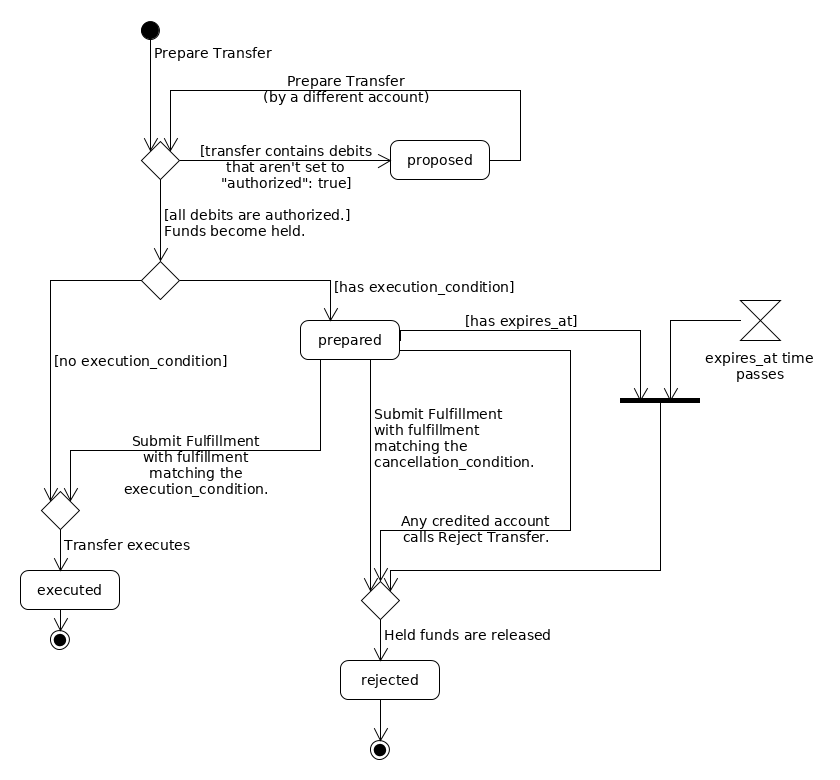 Prepare Transfer
Prepare Transfer
(by a different account)
[transfer contains debits
that aren't set to
"authorized": true]
proposed
[all debits are authorized.]
Funds become held.
[has execution_condition]
prepared
[has expires_at]
expires_at time
passes
[no execution_condition]
Submit Fulfillment
with fulfillment
matching the
cancellation_condition.
Submit Fulfillment
with fulfillment
matching the
execution_condition.
Any credited account
calls Reject Transfer.
Transfer executes
executed
Held funds are released
rejected